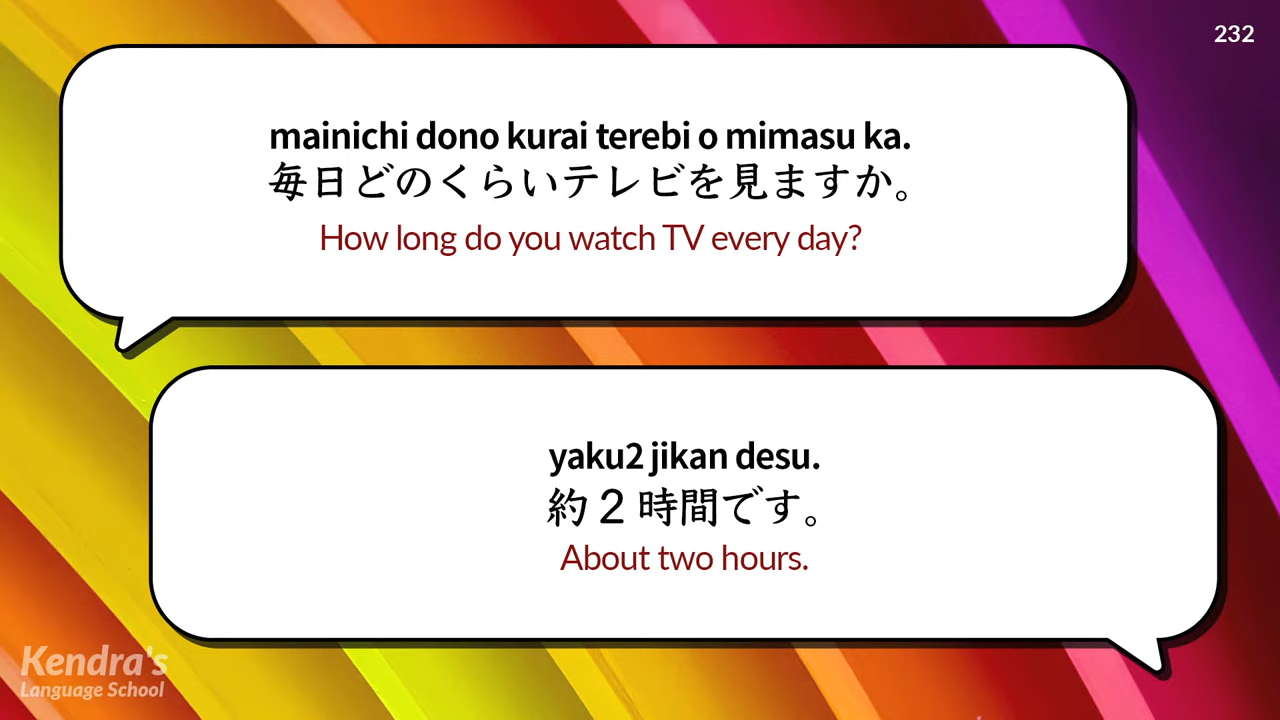 232
mainichi dono kurai terebi o mimasu ka.
毎日どのくらいテレビを見ますか。
How long do you watch TV every day?
yaku2 jikan desu.
約2時間です。
About two hours.
Kendra's
Language School